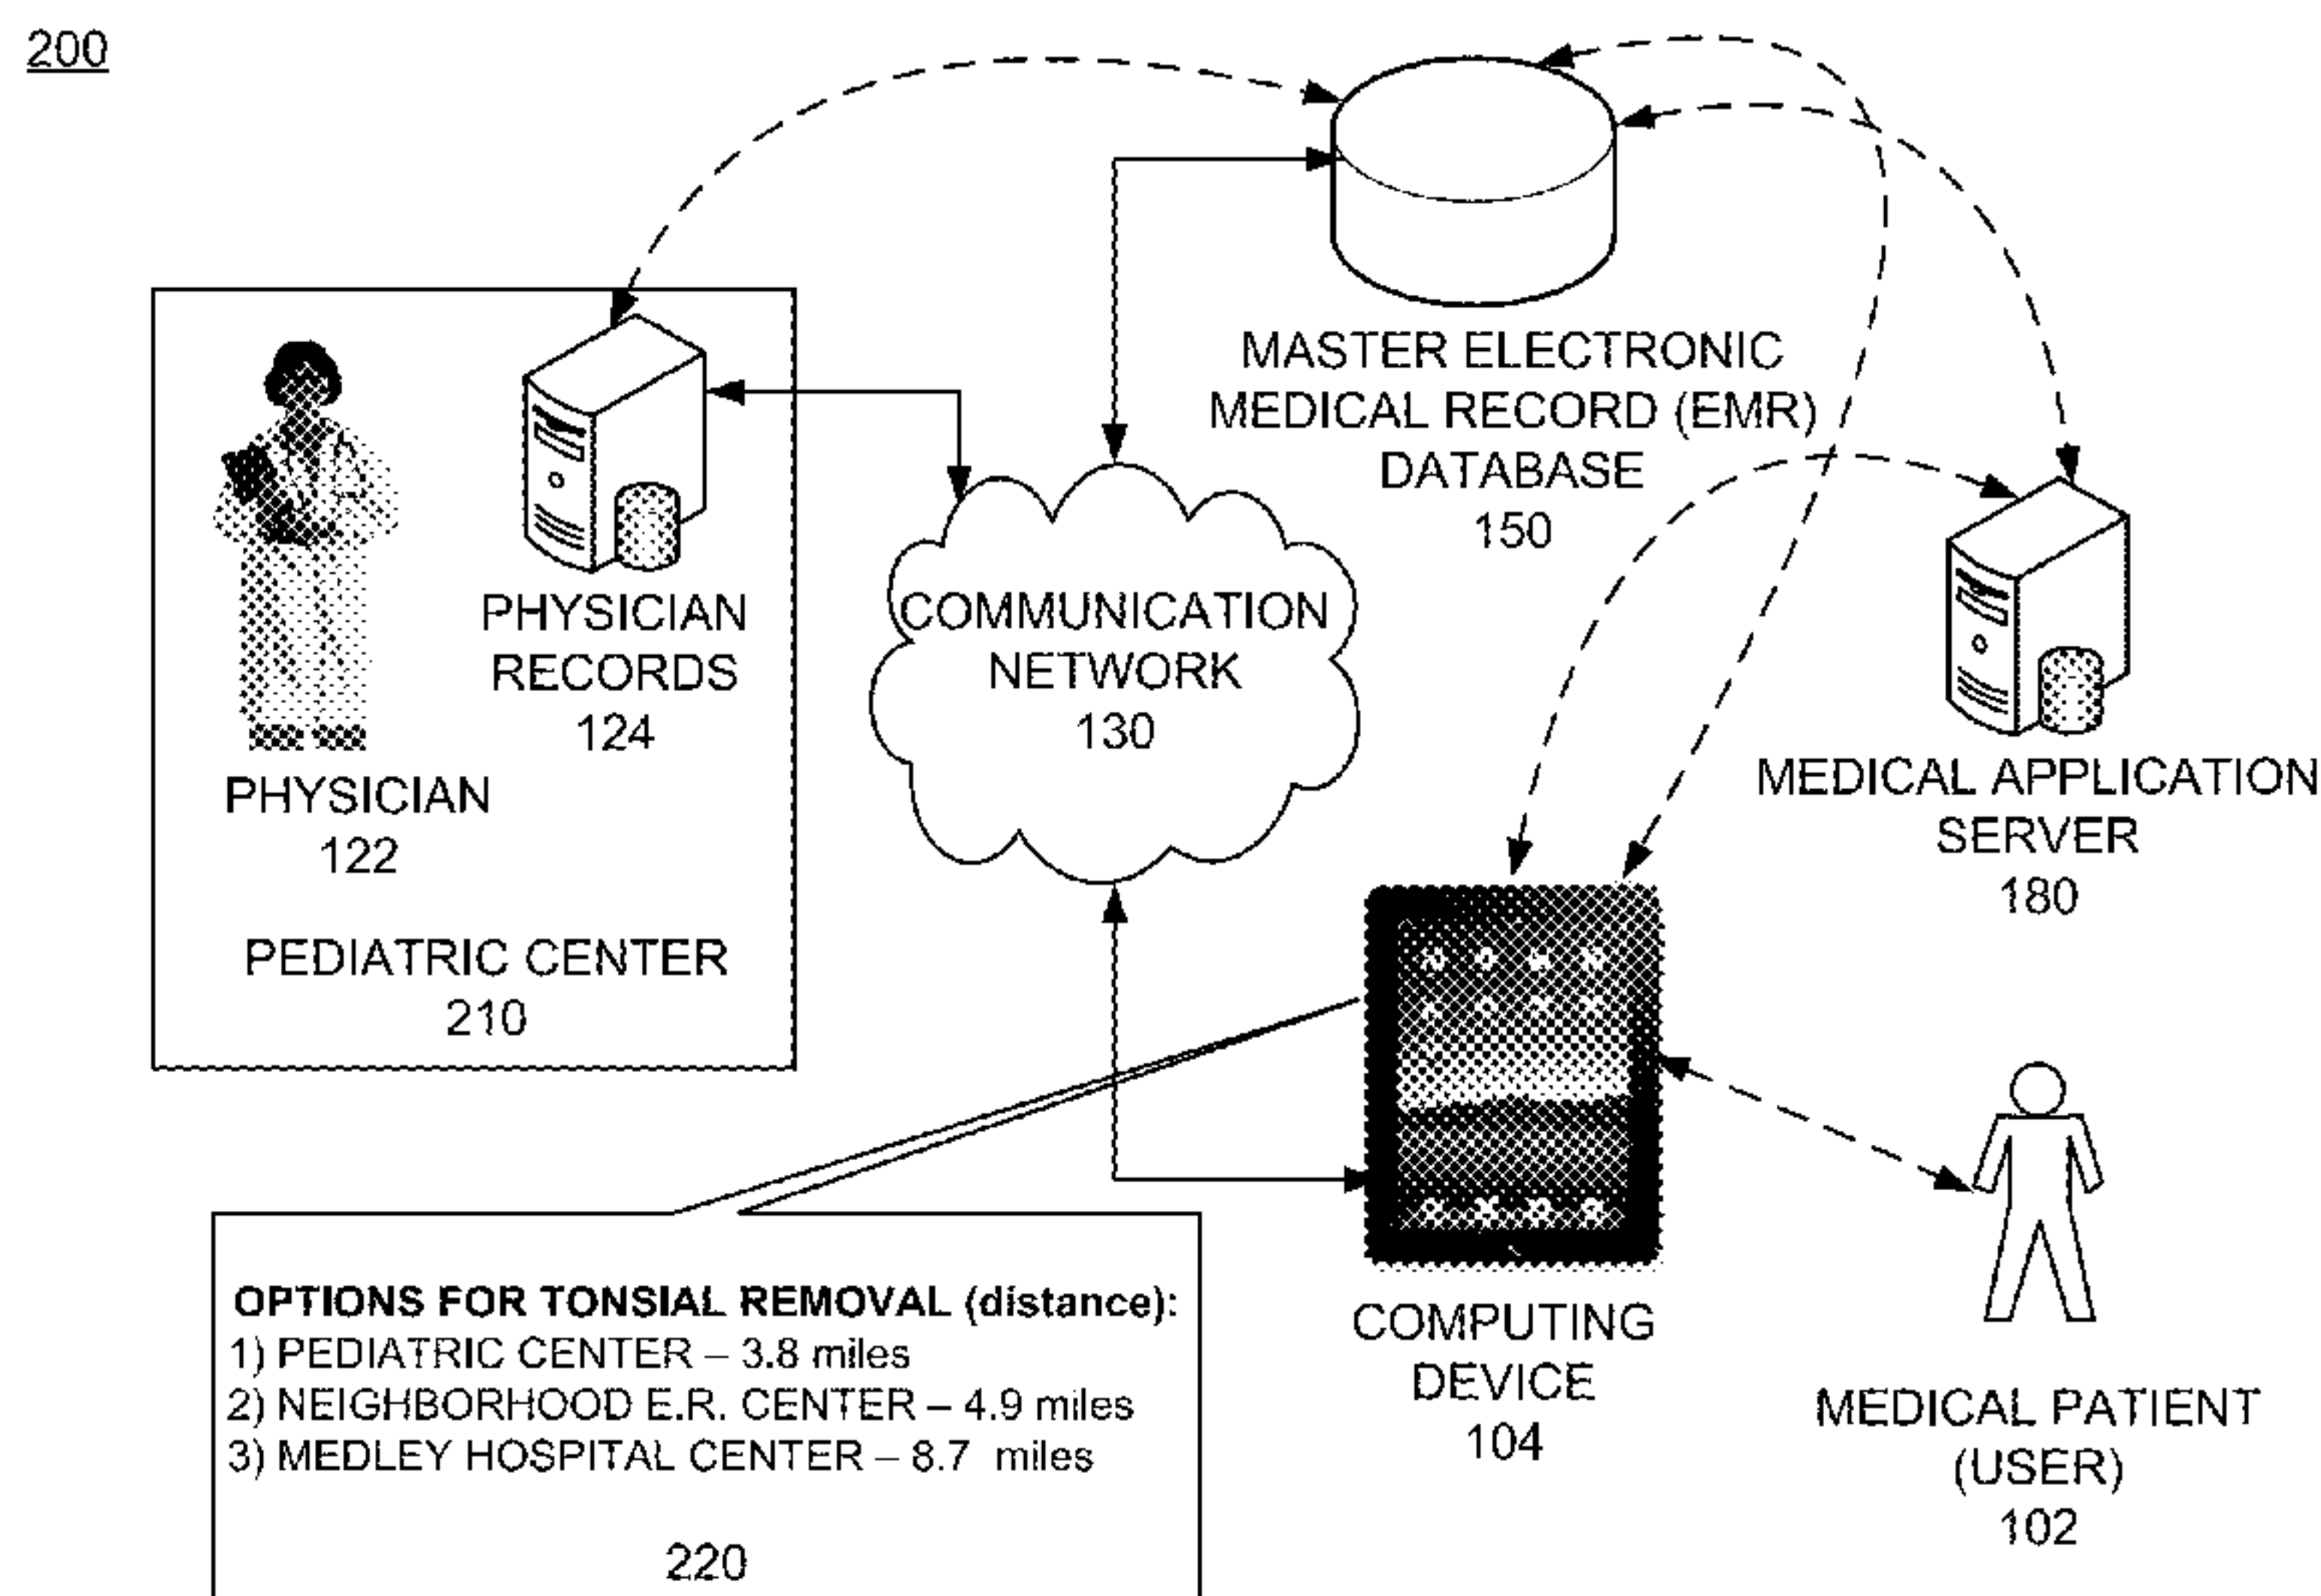 200
MASTER ELECTRONIC
MEDICAL RECORD (EMR)
DATABASE
150
PHYSICIAN
RECORDS
124
PHYSICIAN
122
PEDIATRIC CENTER
210
COMMUNICATION
NETWORK
130
MEDICAL APPLICATION
SERVER
180
OPTIONS FOR TONSIAL REMOVAL (distance):
1) PEDIATRIC CENTER – 3.8 miles
2) NEIGHBORHOOD E.R. CENTER – 4.9 miles
3) MEDLEY HOSPITAL CENTER – 8.7 miles
220
COMPUTING
DEVICE
104
MEDICAL PATIENT
(USER)
102